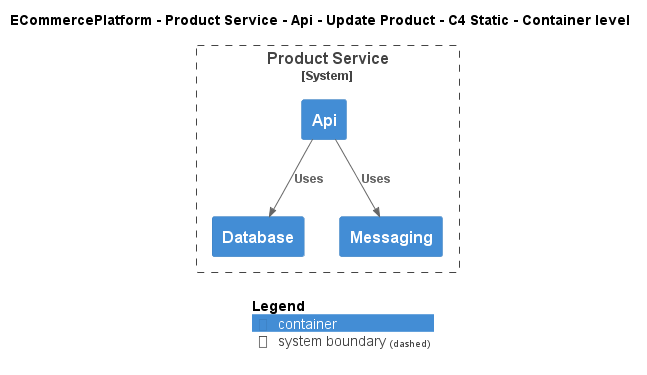 ECommercePlatform - Product Service - Api - Update Product - C4 Static - Container level
Product Service
[System]
Api
Uses
Uses
Database
Messaging
Legend
container
system boundary (dashed)